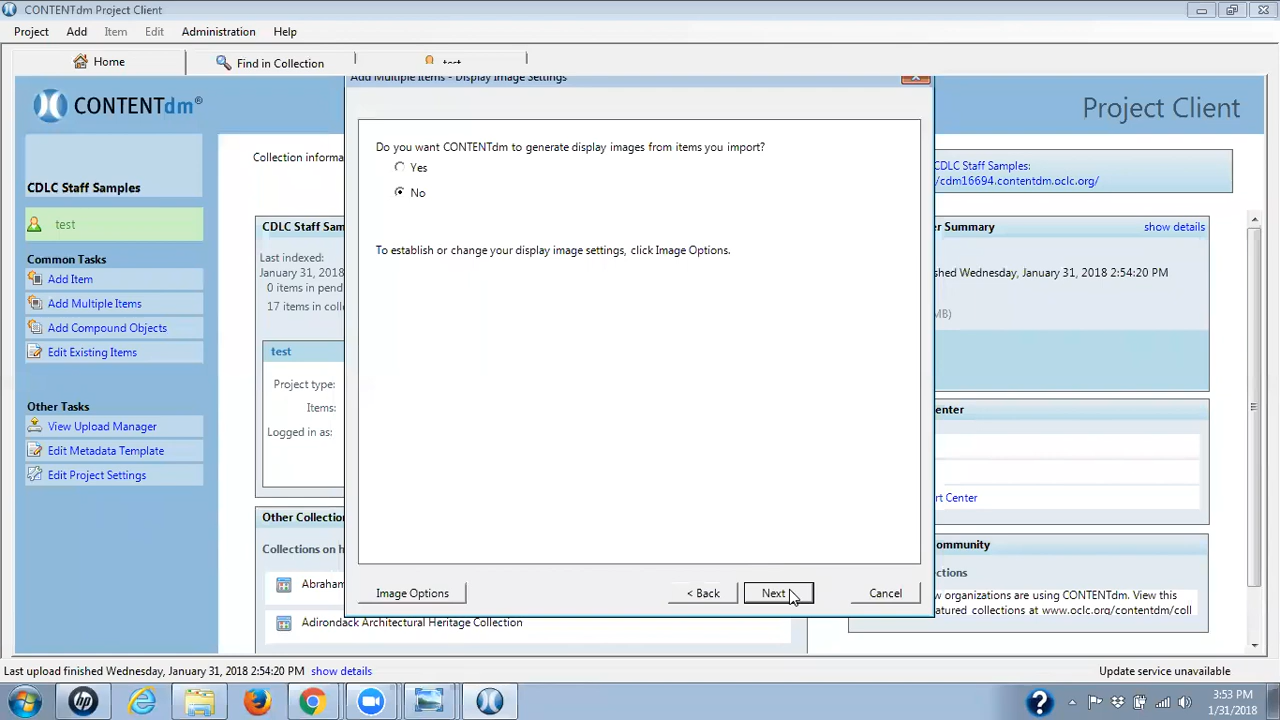 CONTENTdm Project Client
Project Add Item Edit Administration Help
Home
Find in Collection
test
Add Multiple Items - Display Image Settings
CONTENTdm®
Project Client
CDLC Staff Samples
test
Common Tasks
Add Item
Add Multiple Items
Add Compound Objects
Edit Existing Items
Other Tasks
View Upload Manager
Edit Metadata Template
Edit Project Settings
Collection informa
CDLC Staff Sam
Last indexed:
January 31, 2018
0 items in pend
17 items in coll
test
Project type:
Items:
Logged in as:
Other Collection
Collections on h
Abraham
Adirondack Architectural Heritage Collection
Do you want CONTENTdm to generate display images from items you import?
Yes
No
To establish or change your display image settings, click Image Options.
Image Options
< Back
Next
Cancel
CDLC Staff Samples:
/cdm16694.contentdm.oclc.org/
er Summary
show details
shed Wednesday, January 31, 2018 2:54:20 PM
MB)
enter
rt Center
ommunity
ctions
w organizations are using CONTENTdm. View this
atured collections at www.oclc.org/contentdm/coll
Last upload finished Wednesday, January 31, 2018 2:54:20 PM show details
Update service unavailable
3:53 PM
1/31/2018